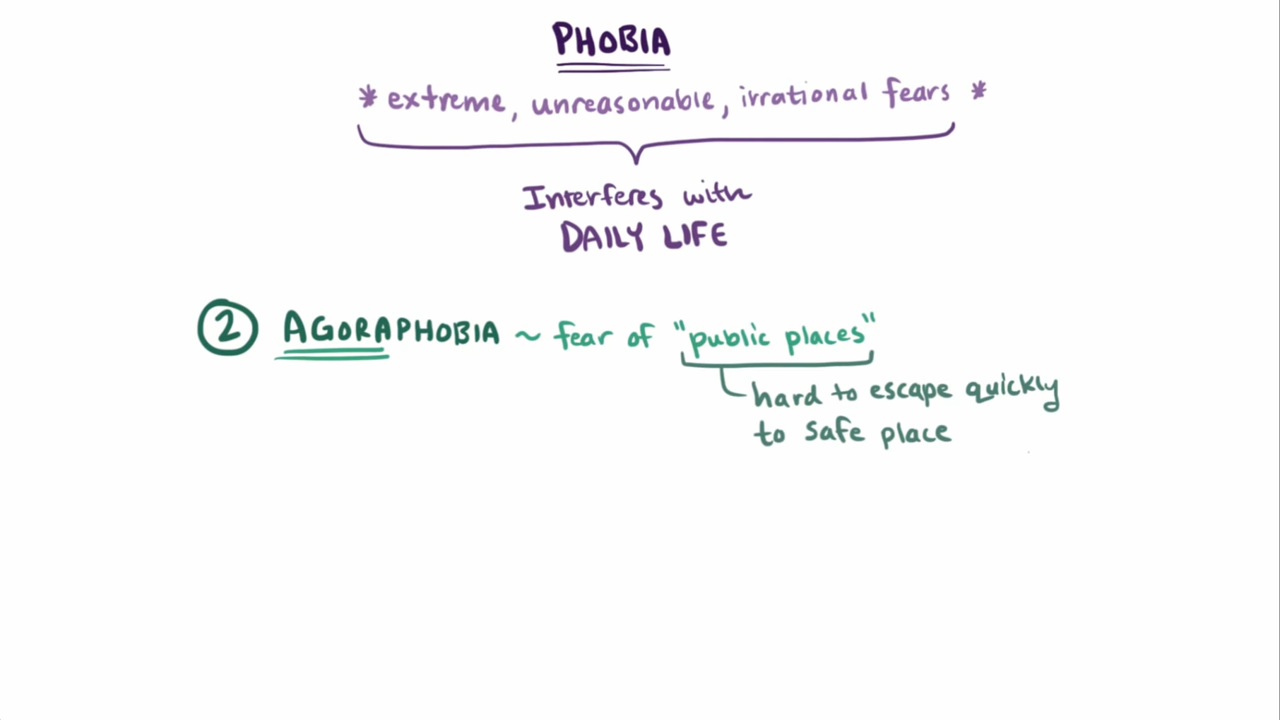 PHOBIA
* extreme, unreasonable, irrational fears *
Interferes with
DAILY LIFE
2 AGORAPHOBIA ~ fear of "public places"
hard to escape quickly
to safe place